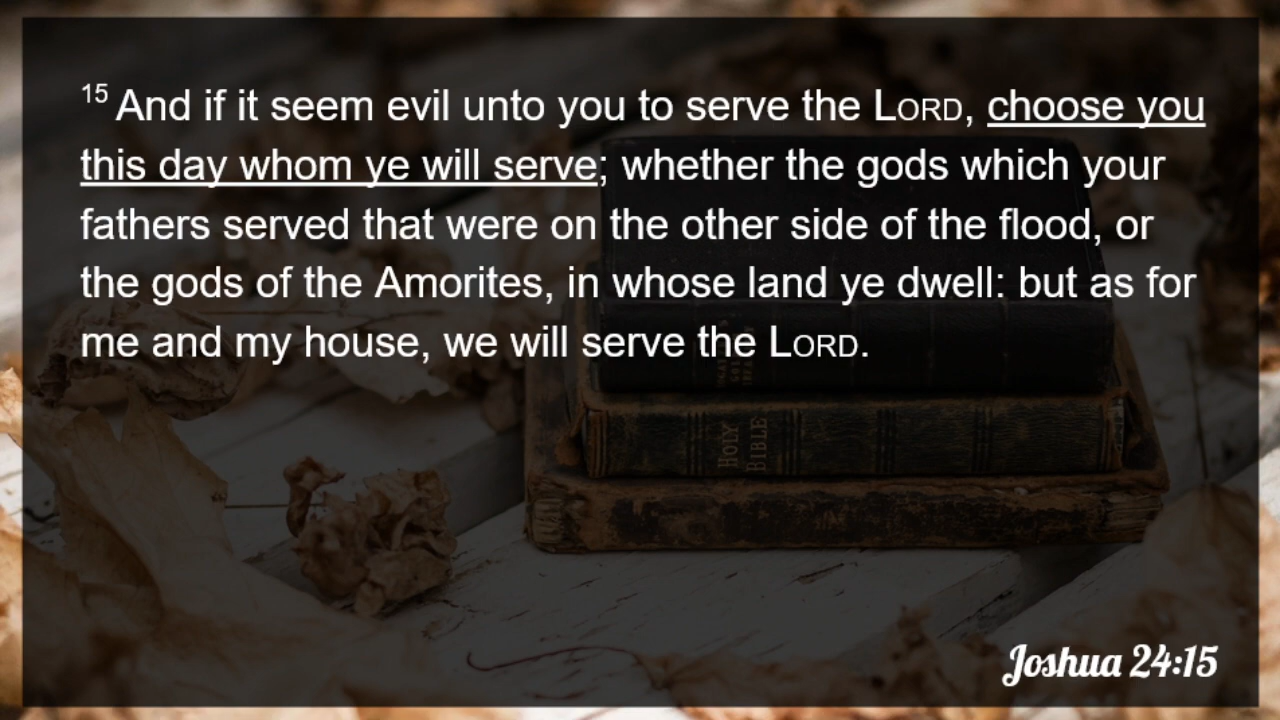 15 And if it seem evil unto you to serve the LORD, choose you
this day whom ye will serve; whether the gods which your
fathers served that were on the other side of the flood, or
the gods of the Amorites, in whose land ye dwell: but as for
me and my house, we will serve the LORD.
HOLY
BIBLE
Joshua 24:15